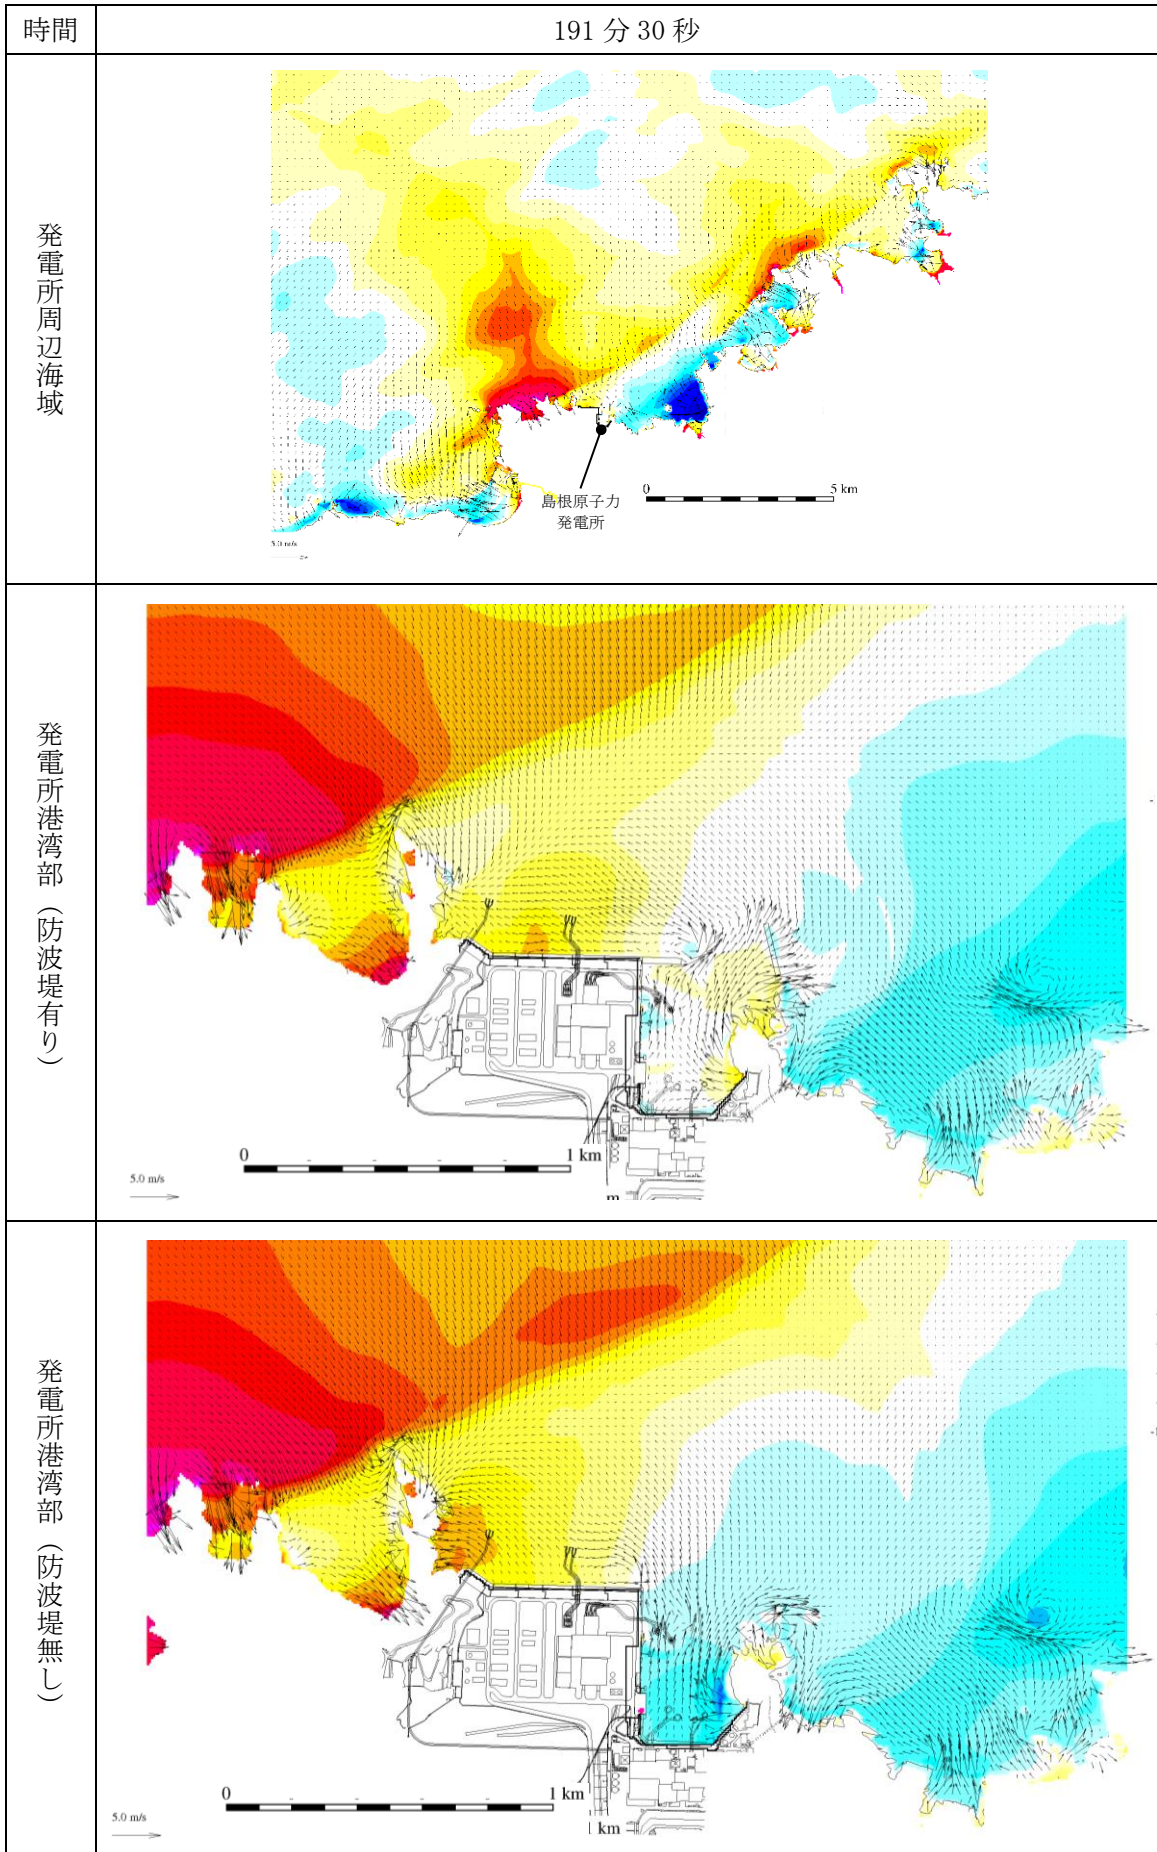 時間
191 分 30 秒
発電所周辺海域
島根原子力
発電所
0
5 km
5.0 m/s
発電所港湾部（防波堤有り）
0
1 km
5.0 m/s
m
発電所港湾部（防波堤無し）
0
1 km
5.0 m/s
km